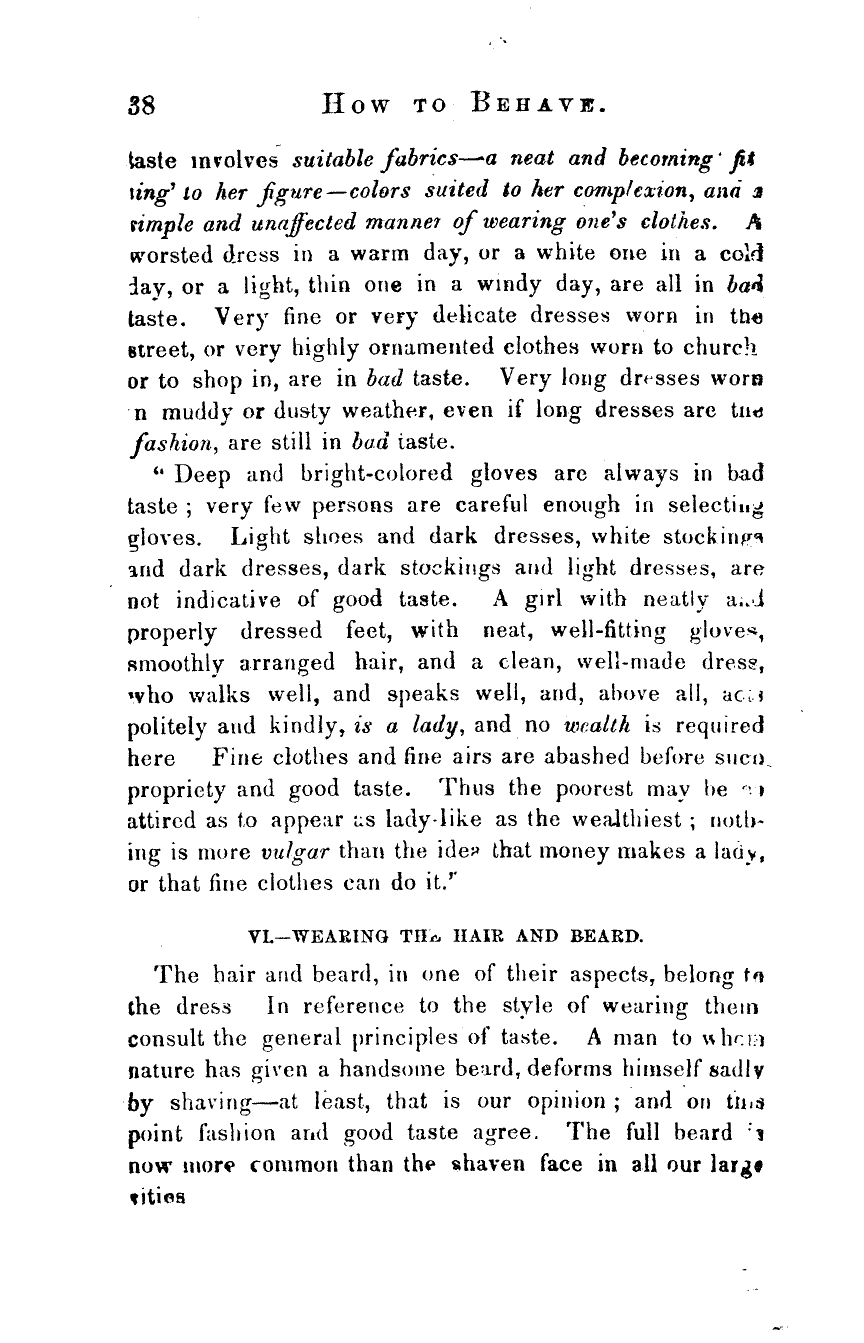 38 How to Behave.
taste involves suitable fabrics—a neat and becoming fit
ting to her figure—colors suited to her complexion, and a
simple and unaffected manner of wearing one's clothes. A
worsted dress in a warm day, or a white one in a cold
day, or a light, thin one in a windy day, are all in bad
taste. Very fine or very delicate dresses worn in the
street, or very highly ornamented clothes worn to church
or to shop in, are in bad taste. Very long dresses worn
n muddy or dusty weather, even if long dresses are the
fashion, are still in bad taste.
“ Deep and bright-colored gloves are always in bad
taste ; very few persons are careful enough in selecting
gloves. Light shoes and dark dresses, white stockings
and dark dresses, dark stockings and light dresses, are
not indicative of good taste. A girl with neatly and
properly dressed feet, with neat, well-fitting gloves,
smoothly arranged hair, and a clean, well-made dress,
who walks well, and speaks well, and, above all, acts
politely and kindly, is a lady, and no wealth is required
here Fine clothes and fine airs are abashed before such
propriety and good taste. Thus the poorest may be so
attired as to appear as lady-like as the wealthiest ; noth-
ing is more vulgar than the idea that money makes a lady,
or that fine clothes can do it.”
VI.—WEARING THE HAIR AND BEARD.
The hair and beard, in one of their aspects, belong to
the dress In reference to the style of wearing them
consult the general principles of taste. A man to whom
nature has given a handsome beard, deforms himself sadly
by shaving—at least, that is our opinion ; and on this
point fashion and good taste agree. The full beard is
now more common than the shaven face in all our large
cities